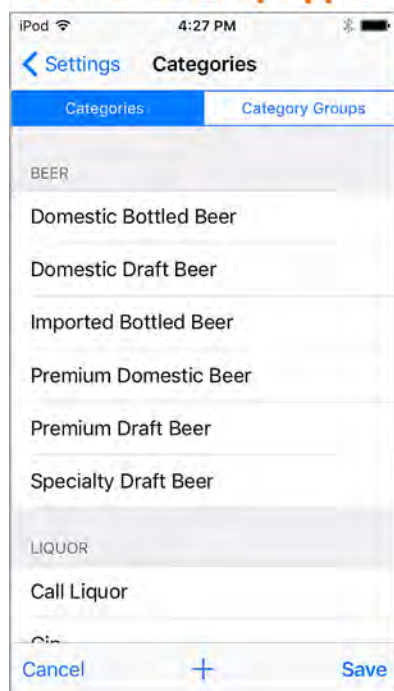 iPod 4:27 PM
Settings Categories
Categories Category Groups
BEER
Domestic Bottled Beer
Domestic Draft Beer
Imported Bottled Beer
Premium Domestic Beer
Premium Draft Beer
Specialty Draft Beer
LIQUOR
Call Liquor
Cancel + Save